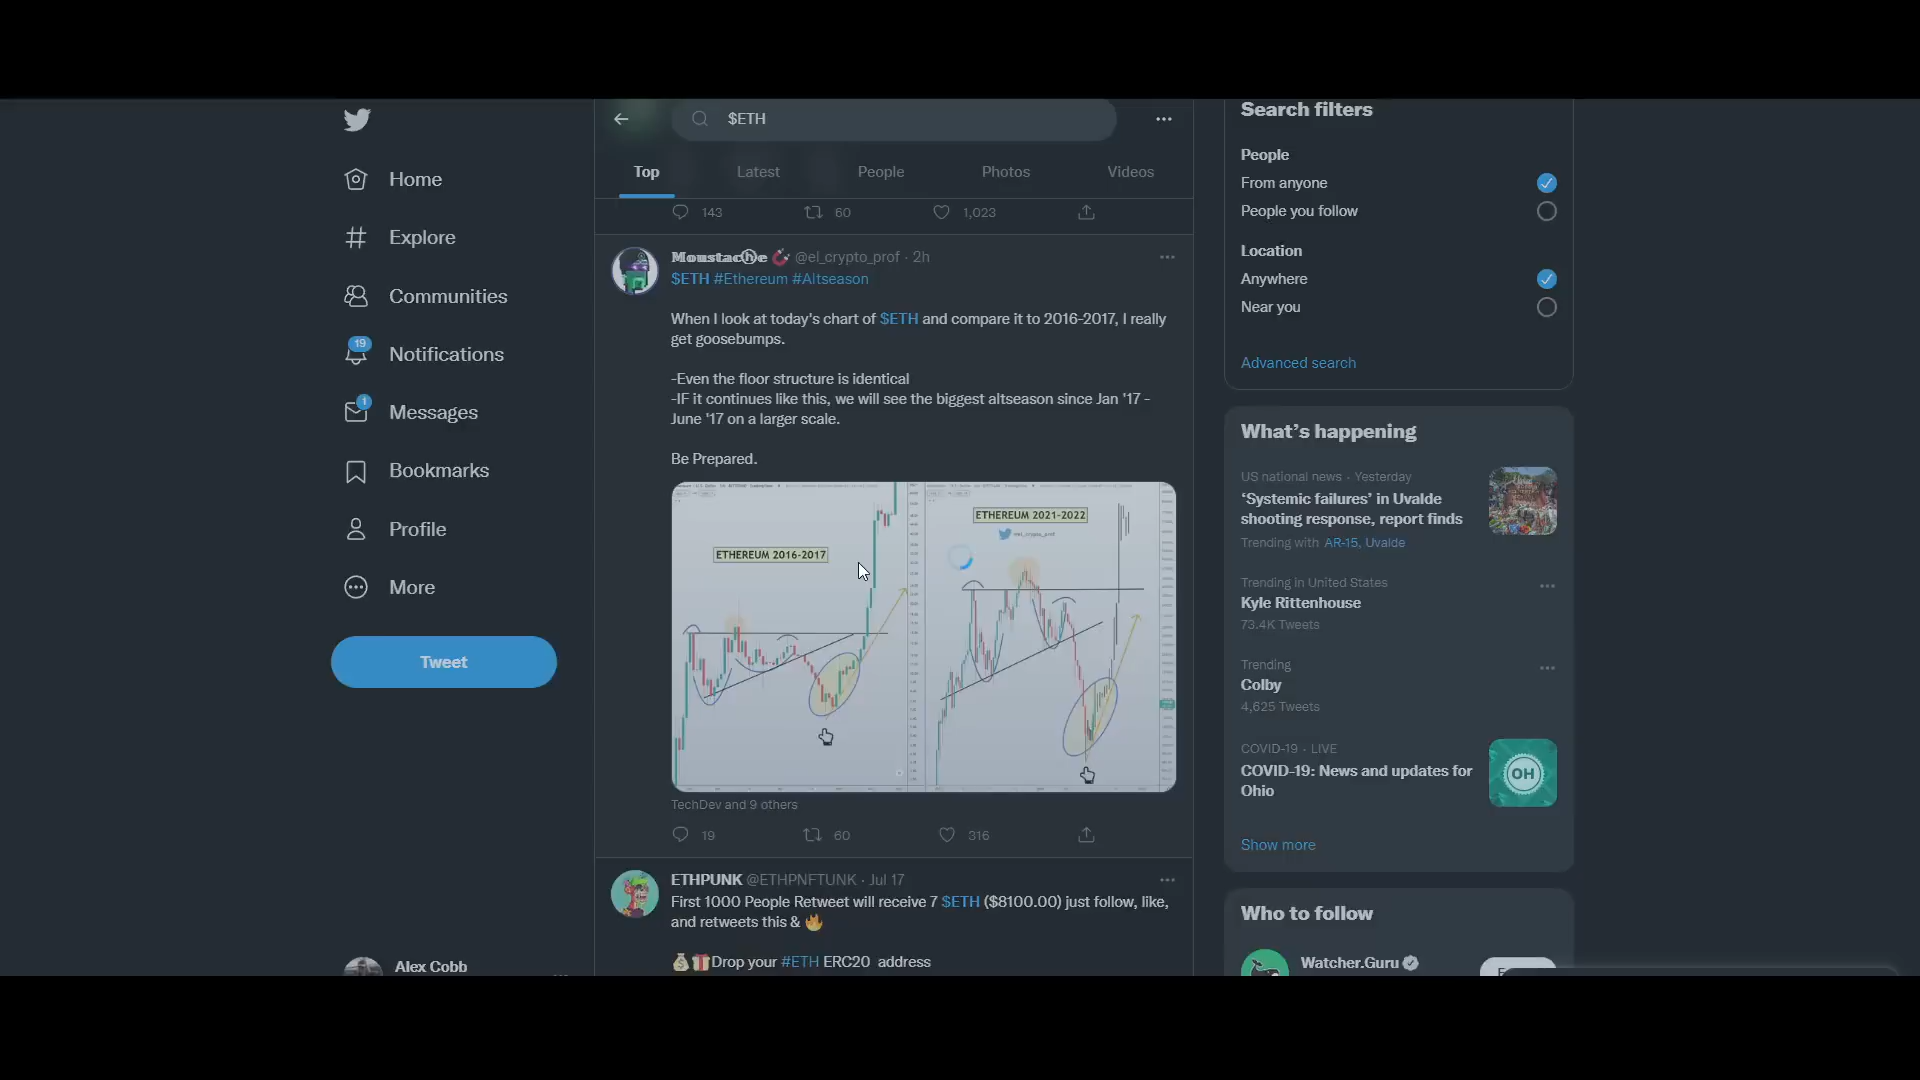 Home
Explore
Communities
19
Notifications
1
Messages
Bookmarks
Profile
More
Tweet
Alex Cobb
$ETH
Top
Latest
People
Photos
Videos
143
60
1,023
Moustache @el_crypto_prof · 2h
$ETH #Ethereum #Altseason
When I look at today's chart of $ETH and compare it to 2016-2017, I really
get goosebumps.
-Even the floor structure is identical
-IF it continues like this, we will see the biggest altseason since Jan '17 -
June '17 on a larger scale.
Be Prepared.
ETHEREUM 2016-2017
ETHEREUM 2021-2022
@el_crypto_prof
TechDev and 9 others
19
60
316
ETHPUNK @ETHPNFTUNK · Jul 17
First 1000 People Retweet will receive 7 $ETH ($8100.00) just follow, like,
and retweets this & 🔥
💰🎁Drop your #ETH ERC20 address
Search filters
People
From anyone
People you follow
Location
Anywhere
Near you
Advanced search
What's happening
US national news · Yesterday
'Systemic failures' in Uvalde
shooting response, report finds
Trending with AR-15, Uvalde
Trending in United States
Kyle Rittenhouse
73.4K Tweets
Trending
Colby
4,625 Tweets
COVID-19 · LIVE
COVID-19: News and updates for
Ohio
OH
Show more
Who to follow
Watcher.Guru